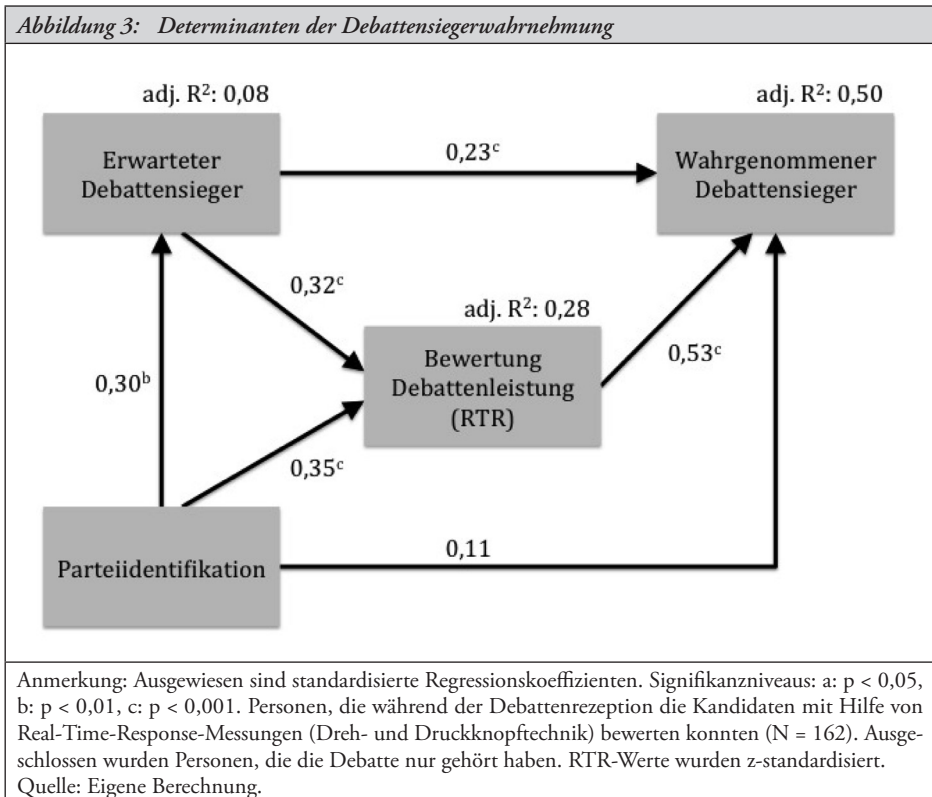 Abbildung 3: Determinanten der Debattensiegerwahrnehmung
adj. R²: 0,08
adj. R²: 0,50
Erwarteter
Debattensieger
0,23ᶜ
Wahrgenommener
Debattensieger
0,32ᶜ
adj. R²: 0,28
0,30ᵇ
Bewertung
Debattenleistung
(RTR)
0,53ᶜ
0,35ᶜ
Parteiidentifikation
0,11
Anmerkung: Ausgewiesen sind standardisierte Regressionskoeffizienten. Signifikanzniveaus: a: p < 0,05,
b: p < 0,01, c: p < 0,001. Personen, die während der Debattenrezeption die Kandidaten mit Hilfe von
Real-Time-Response-Messungen (Dreh- und Druckknopftechnik) bewerten konnten (N = 162). Ausge-
schlossen wurden Personen, die die Debatte nur gehört haben. RTR-Werte wurden z-standardisiert.
Quelle: Eigene Berechnung.